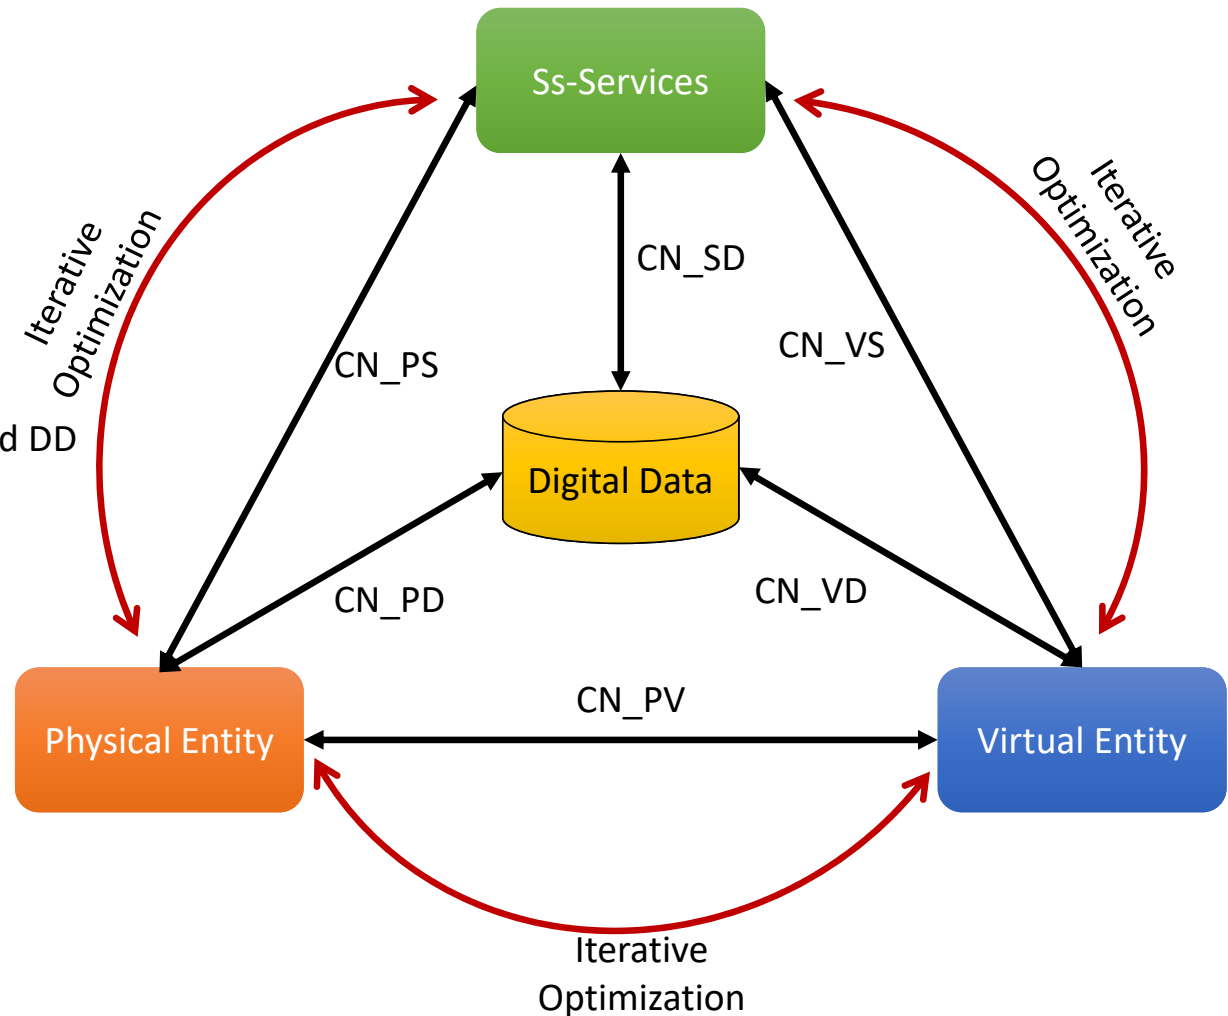 Ss-Services
Iterative
Optimization
Iterative
Optimization
CN_SD
CN_PS
CN_VS
d DD
Digital Data
CN_PD
CN_VD
Physical Entity
CN_PV
Virtual Entity
Iterative
Optimization